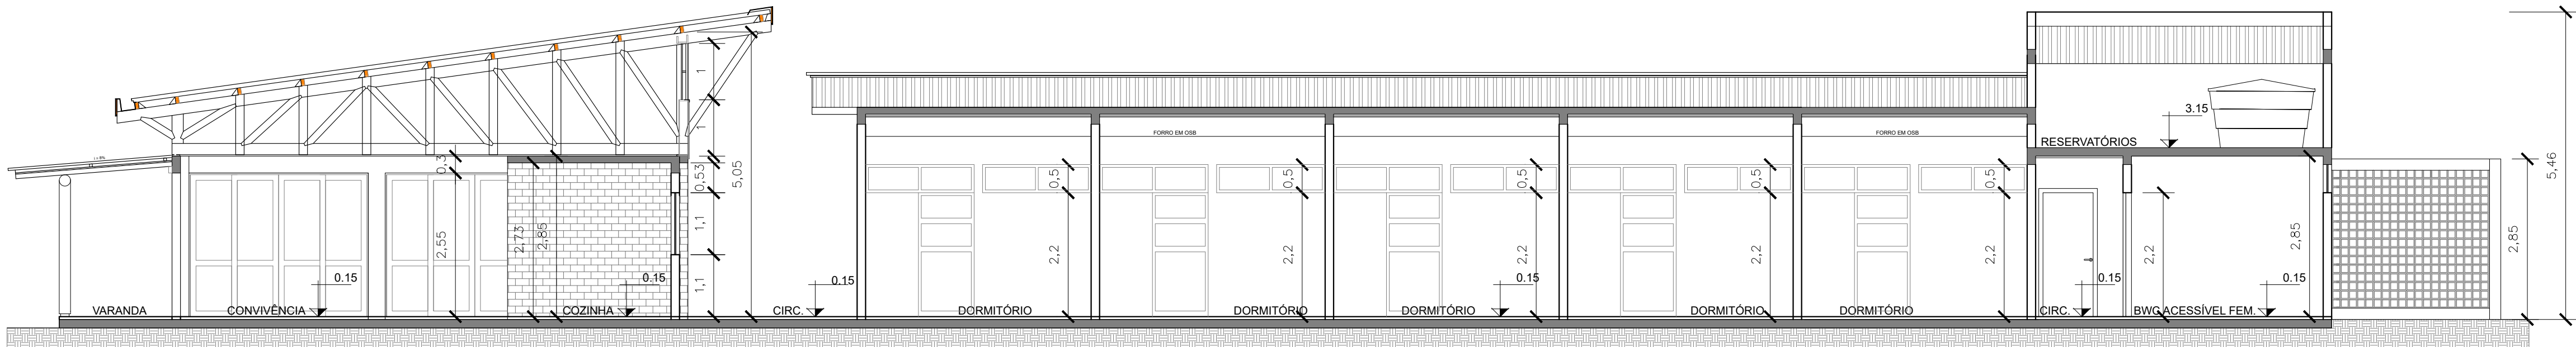 i = 8%
0,3
2,55
2,73
2,85
1
1
0,53
1,1
1,1
5,05
VARANDA
CONVIVÊNCIA
0.15
COZINHA
0.15
CIRC.
0.15
FORRO EM OSB
FORRO EM OSB
0,5
2,2
0,5
2,2
0,5
2,2
0,5
2,2
0,5
2,2
DORMITÓRIO
DORMITÓRIO
DORMITÓRIO
0.15
DORMITÓRIO
DORMITÓRIO
RESERVATÓRIOS
3.15
CIRC.
0.15
2,2
BWC ACESSÍVEL FEM.
0.15
2,85
2,85
5,46